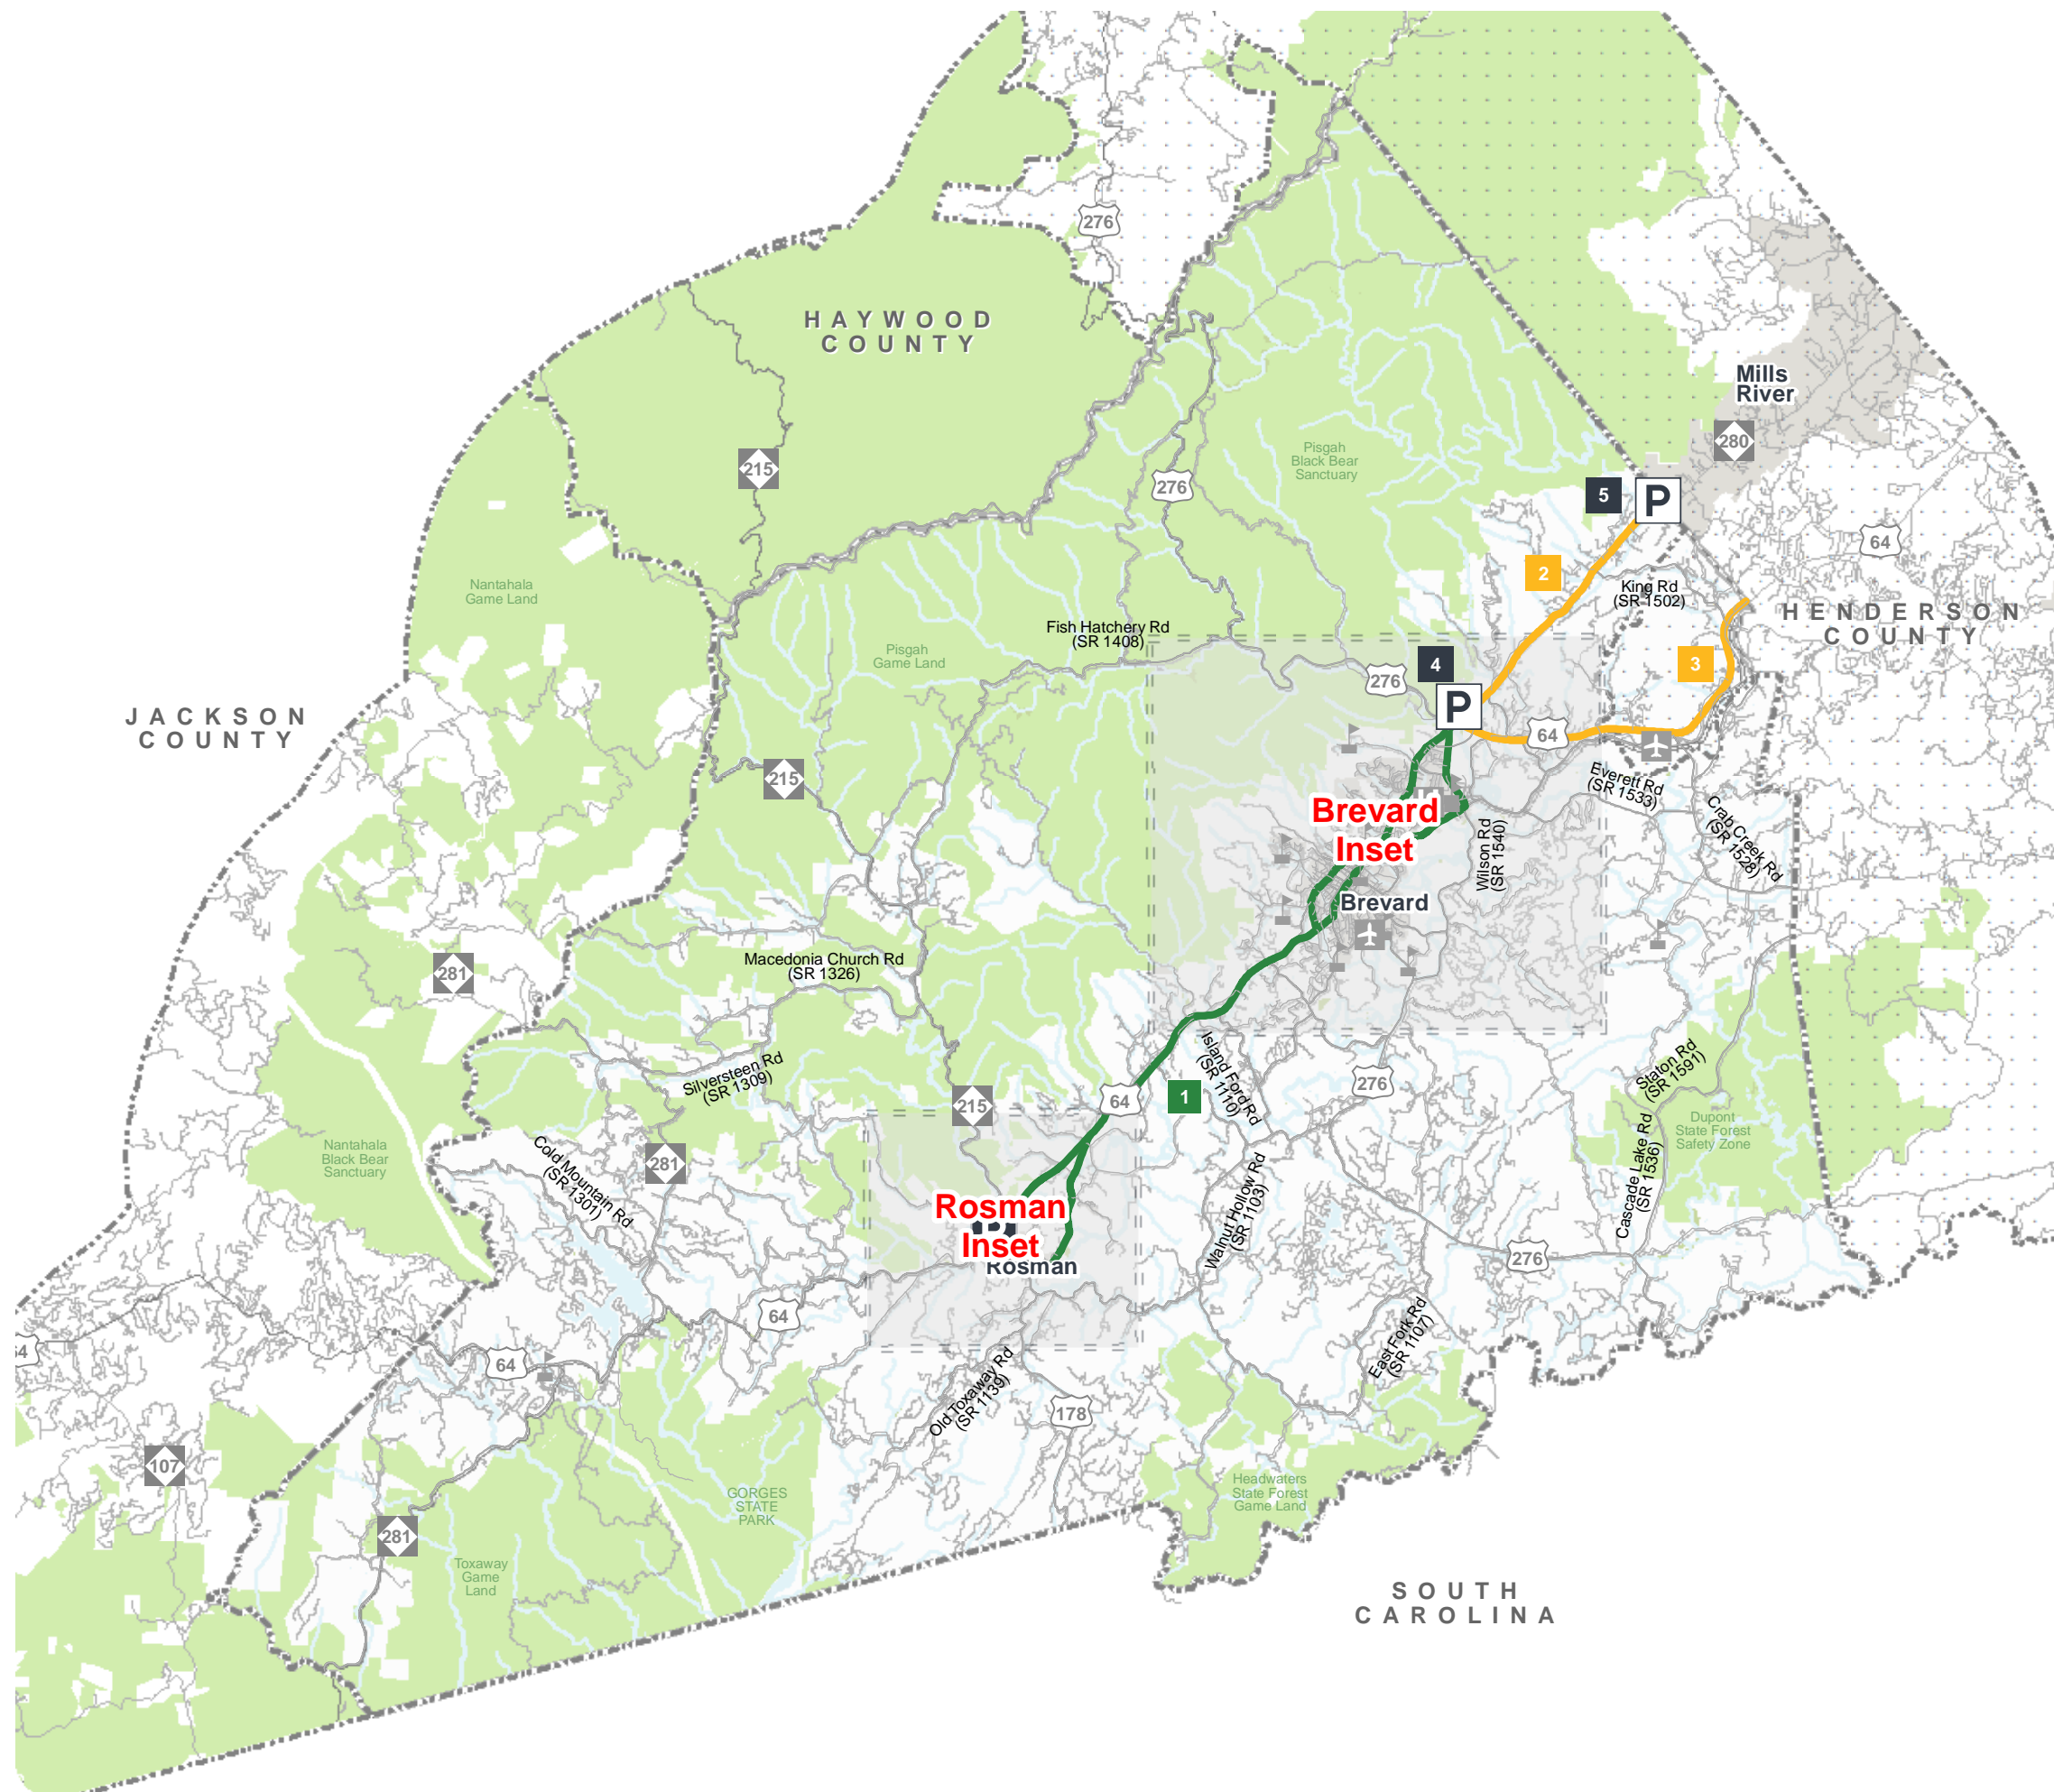 276
HAYWOOD
COUNTY
Mills
River
280
215
Pisgah
Black Bear
Sanctuary
276
5
P
64
2
Nantahala
Game Land
King Rd
(SR 1502)
HENDERSON
COUNTY
Fish Hatchery Rd
(SR 1408)
Pisgah
Game Land
4
3
276
P
JACKSON
COUNTY
64
215
Everett Rd
(SR 1533)
Crab Creek Rd
(SR 1528)
Brevard
Inset
Wilson Rd
(SR 1540)
Brevard
Macedonia Church Rd
(SR 1326)
281
Silversteen Rd
(SR 1309)
Island Ford Rd
(SR 1110)
Staton Rd
(SR 1591)
276
64
1
215
Dupont
State Forest
Safety Zone
Nantahala
Black Bear
Sanctuary
Cold Mountain Rd
(SR 1301)
281
Cascade Lake Rd
(SR 1536)
Walnut Hollow Rd
(SR 1103)
Rosman
Inset
Rosman
276
64
East Fork Rd
(SR 1107)
64
64
Old Toxaway Rd
(SR 1139)
178
107
GORGES
STATE
PARK
Headwaters
State Forest
Game Land
281
Toxaway
Game
Land
SOUTH
CAROLINA